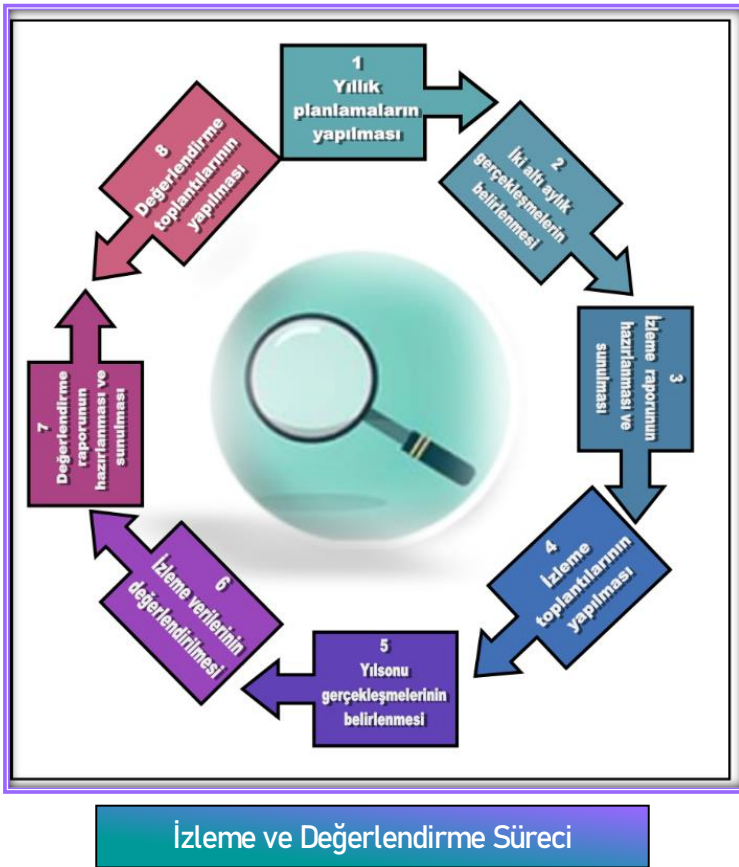 1
Yıllık
planlamaların
yapılması
2
İki altı aylık
gerçekleşmelerin
belirlenmesi
3
İzleme raporunun
hazırlanması ve
sunulması
4
İzleme
toplantılarının
yapılması
5
Yılsonu
gerçekleşmelerinin
belirlenmesi
6
İzleme verilerinin
değerlendirilmesi
7
Değerlendirme
raporunun
hazırlanması ve
sunulması
8
Değerlendirme
toplantılarının
yapılması
İzleme ve Değerlendirme Süreci